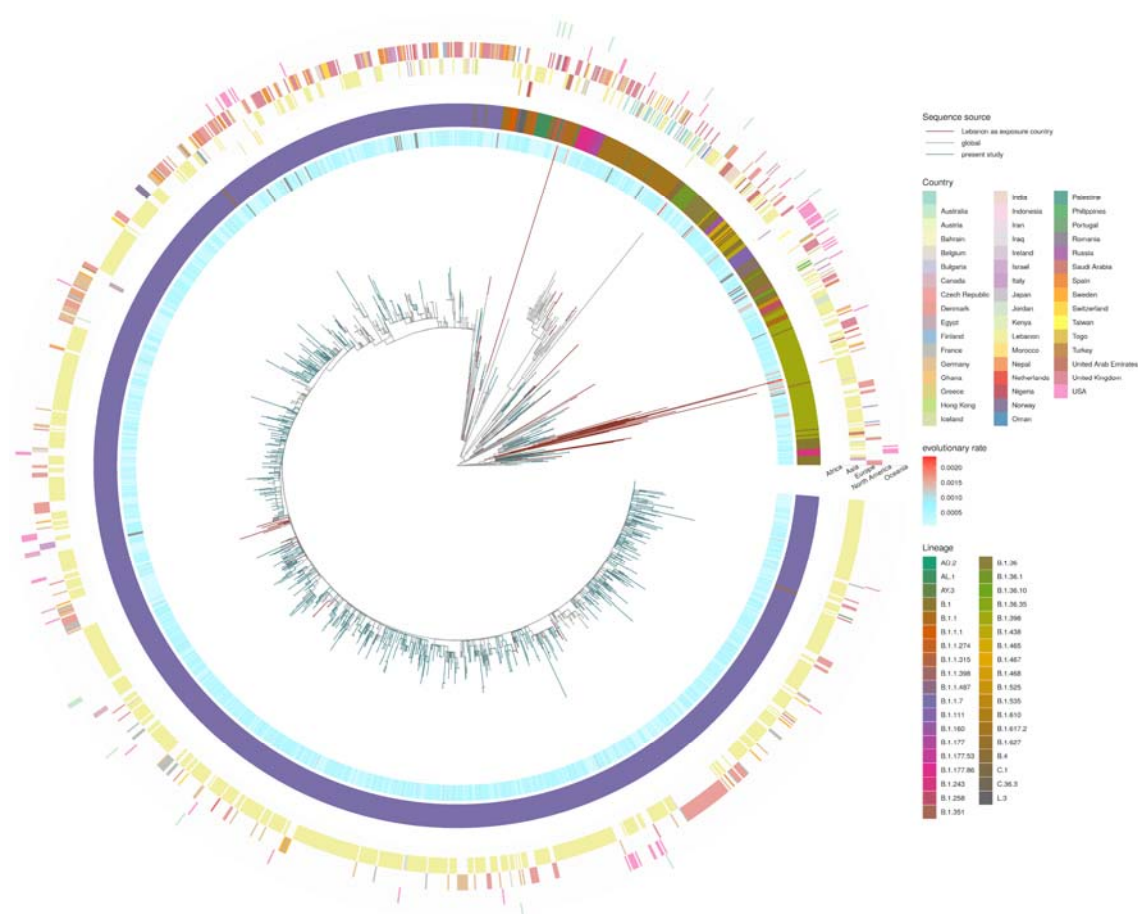 Sequence source
Lebanon as exposure country
global
present study
Country
Australia
Austria
Bahrain
Belgium
Bulgaria
Canada
Czech Republic
Denmark
Egypt
Finland
France
Germany
Ghana
Greece
Hong Kong
Iceland
India
Indonesia
Iran
Iraq
Ireland
Israel
Italy
Japan
Jordan
Kenya
Lebanon
Morocco
Nepal
Netherlands
Nigeria
Norway
Oman
Palestine
Philippines
Portugal
Romania
Russia
Saudi Arabia
Spain
Sweden
Switzerland
Taiwan
Togo
Turkey
United Arab Emirates
United Kingdom
USA
evolutionary rate
0.0020
0.0015
0.0010
0.0005
Africa
Asia
Europe
North America
Oceania
Lineage
AD.2
AL.1
AY.3
B.1
B.1.1
B.1.1.1
B.1.1.274
B.1.1.315
B.1.1.398
B.1.1.487
B.1.1.7
B.1.111
B.1.160
B.1.177
B.1.177.53
B.1.177.86
B.1.243
B.1.258
B.1.351
B.1.36
B.1.36.1
B.1.36.10
B.1.36.35
B.1.398
B.1.438
B.1.465
B.1.467
B.1.468
B.1.525
B.1.535
B.1.610
B.1.617.2
B.1.627
B.4
C.1
C.36.3
L.3